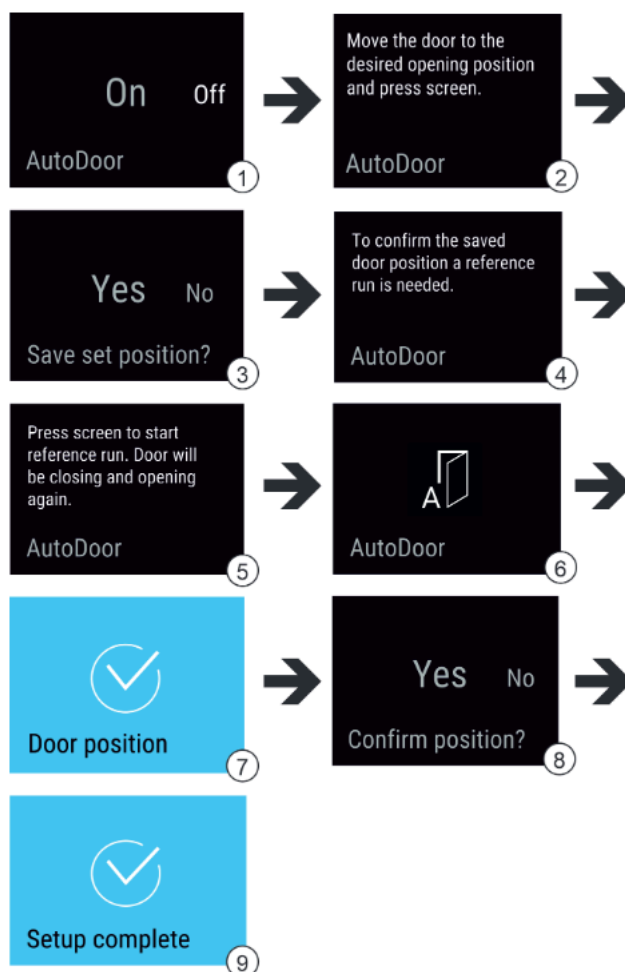 On Off
AutoDoor
1
Move the door to the
desired opening position
and press screen.
AutoDoor
2
Yes No
Save set position?
3
To confirm the saved
door position a reference
run is needed.
AutoDoor
4
Press screen to start
reference run. Door will
be closing and opening
again.
AutoDoor
5
A
AutoDoor
6
Door position
7
Yes No
Confirm position?
8
Setup complete
9